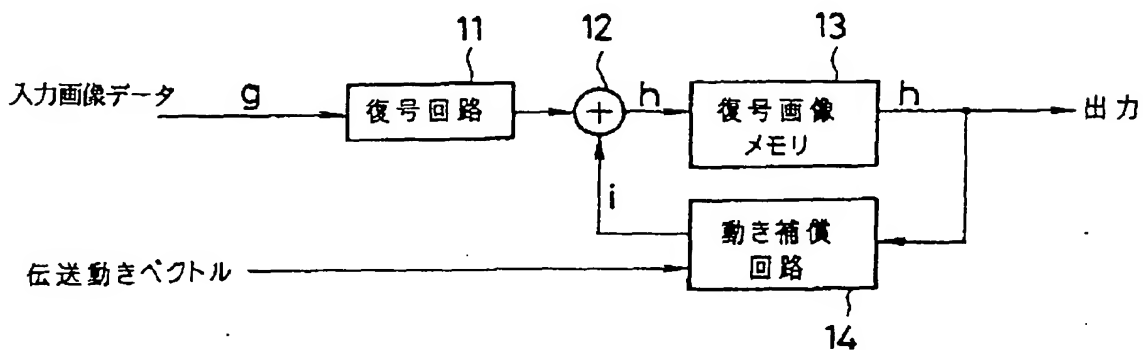 11
12
13
入力画像データ
g
復号回路
+
h
復号画像
メモリ
h
出力
i
動き補償
回路
伝送動きベクトル
14